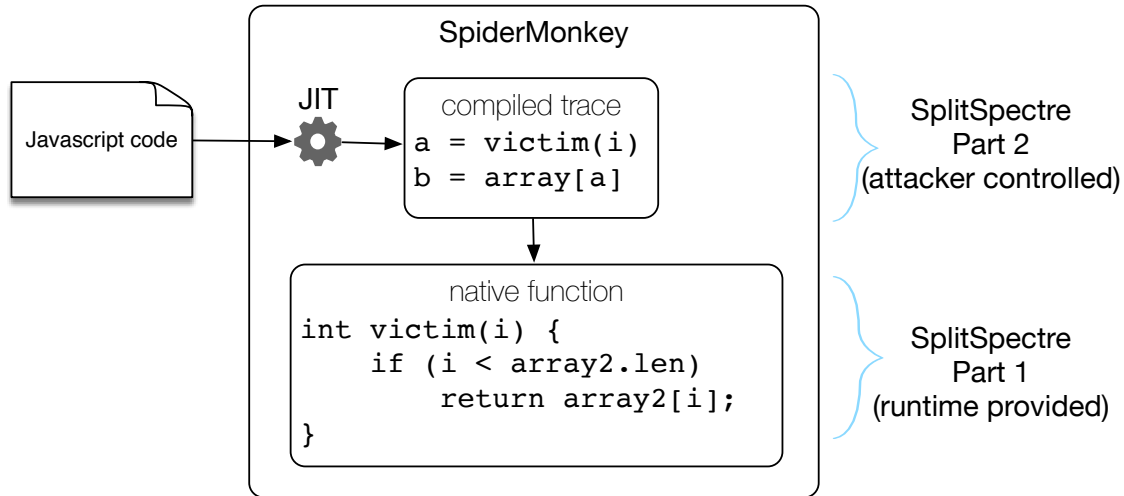 SpiderMonkey
Javascript code
JIT
compiled trace
a = victim(i)
b = array[a]
SplitSpectre
Part 2
(attacker controlled)
native function
int victim(i) {
    if (i < array2.len)
        return array2[i];
}
SplitSpectre
Part 1
(runtime provided)